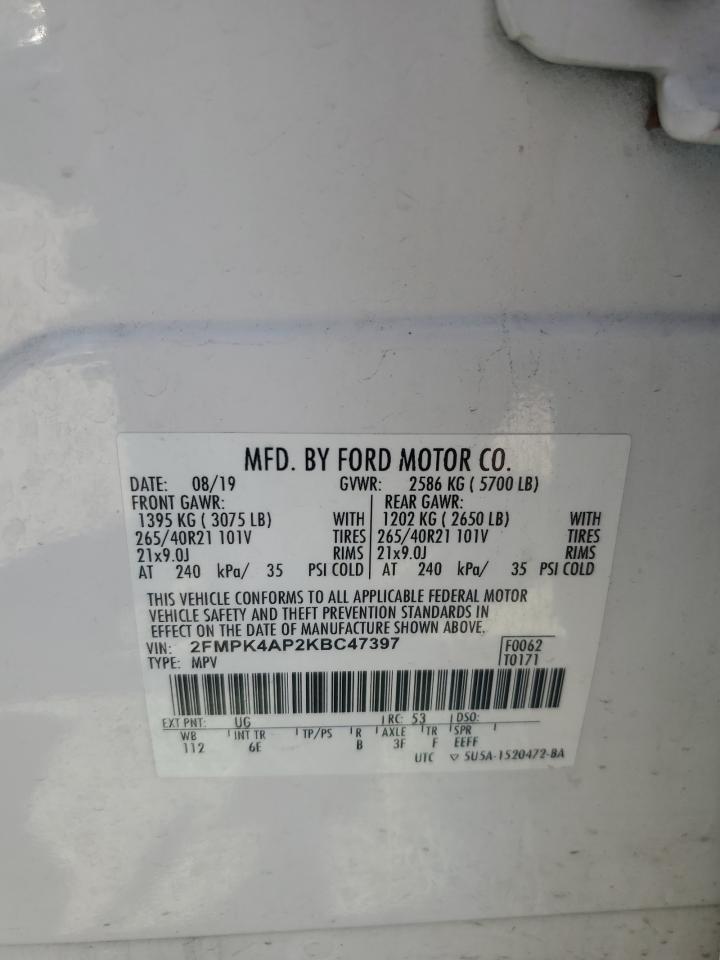 MFD. BY FORD MOTOR CO.
DATE: 08/19 GVWR: 2586 KG ( 5700 LB)
FRONT GAWR: REAR GAWR:
1395 KG ( 3075 LB) WITH 1202 KG ( 2650 LB) WITH
265/40R21 101V TIRES 265/40R21 101V TIRES
21x9.0J RIMS 21x9.0J RIMS
AT 240 kPa/ 35 PSI COLD AT 240 kPa/ 35 PSI COLD
THIS VEHICLE CONFORMS TO ALL APPLICABLE FEDERAL MOTOR
VEHICLE SAFETY AND THEFT PREVENTION STANDARDS IN
EFFECT ON THE DATE OF MANUFACTURE SHOWN ABOVE.
VIN: 2FMPK4AP2KBC47397 F0062
TYPE: MPV T0171
EXT PNT: UG RC: 53 DSO:
WB INT TR TP/PS R AXLE TR SPR
112 6E B 3F F EEFF
UTC ▽ 5U5A-1520472-BA